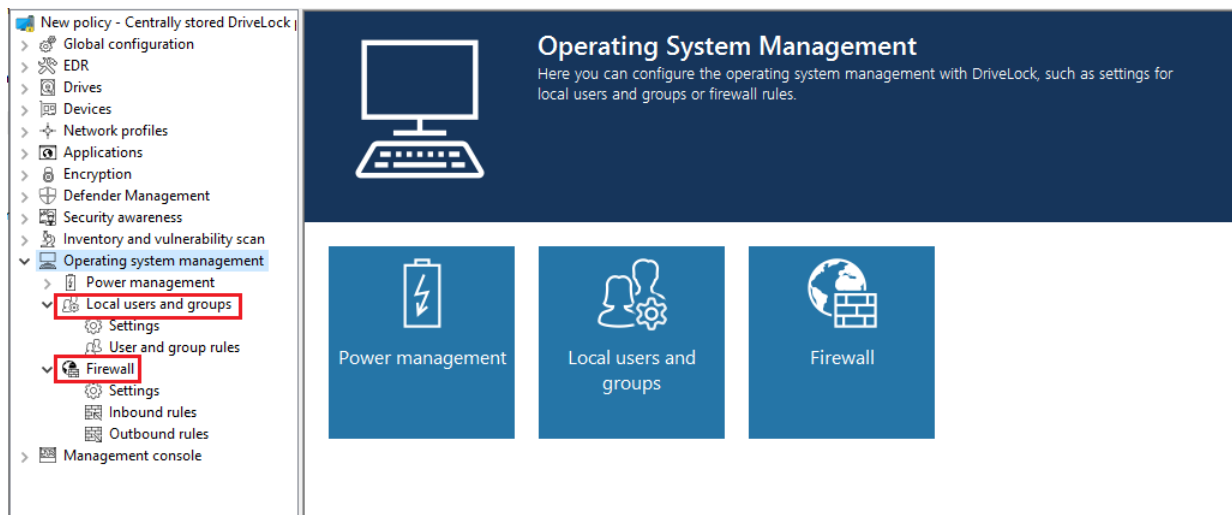 New policy - Centrally stored DriveLock
Global configuration
EDR
Drives
Devices
Network profiles
Applications
Encryption
Defender Management
Security awareness
Inventory and vulnerability scan
Operating system management
Power management
Local users and groups
Settings
User and group rules
Firewall
Settings
Inbound rules
Outbound rules
Management console
Operating System Management
Here you can configure the operating system management with DriveLock, such as settings for
local users and groups or firewall rules.
Power management
Local users and
groups
Firewall